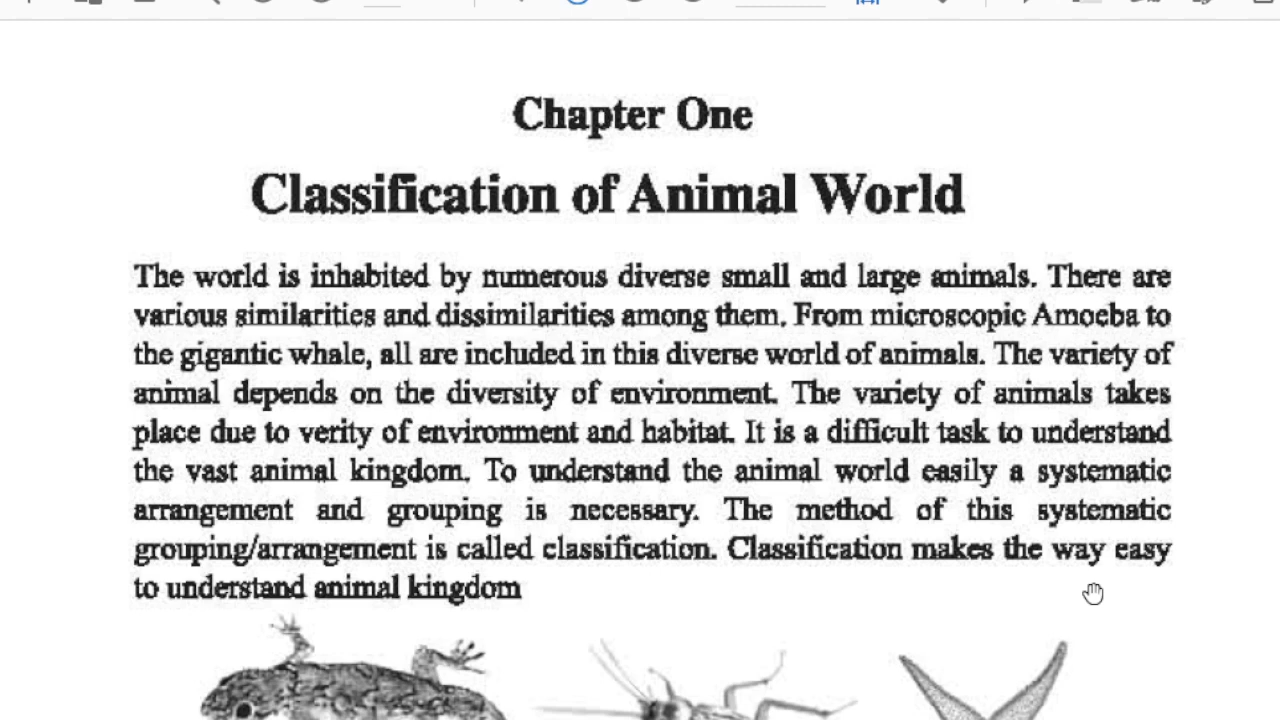 Chapter One
Classification of Animal World
The world is inhabited by numerous diverse small and large animals. There are
various similarities and dissimilarities among them. From microscopic Amoeba to
the gigantic whale, all are included in this diverse world of animals. The variety of
animal depends on the diversity of environment. The variety of animals takes
place due to verity of environment and habitat. It is a difficult task to understand
the vast animal kingdom. To understand the animal world easily a systematic
arrangement and grouping is necessary. The method of this systematic
grouping/arrangement is called classification. Classification makes the way easy
to understand animal kingdom